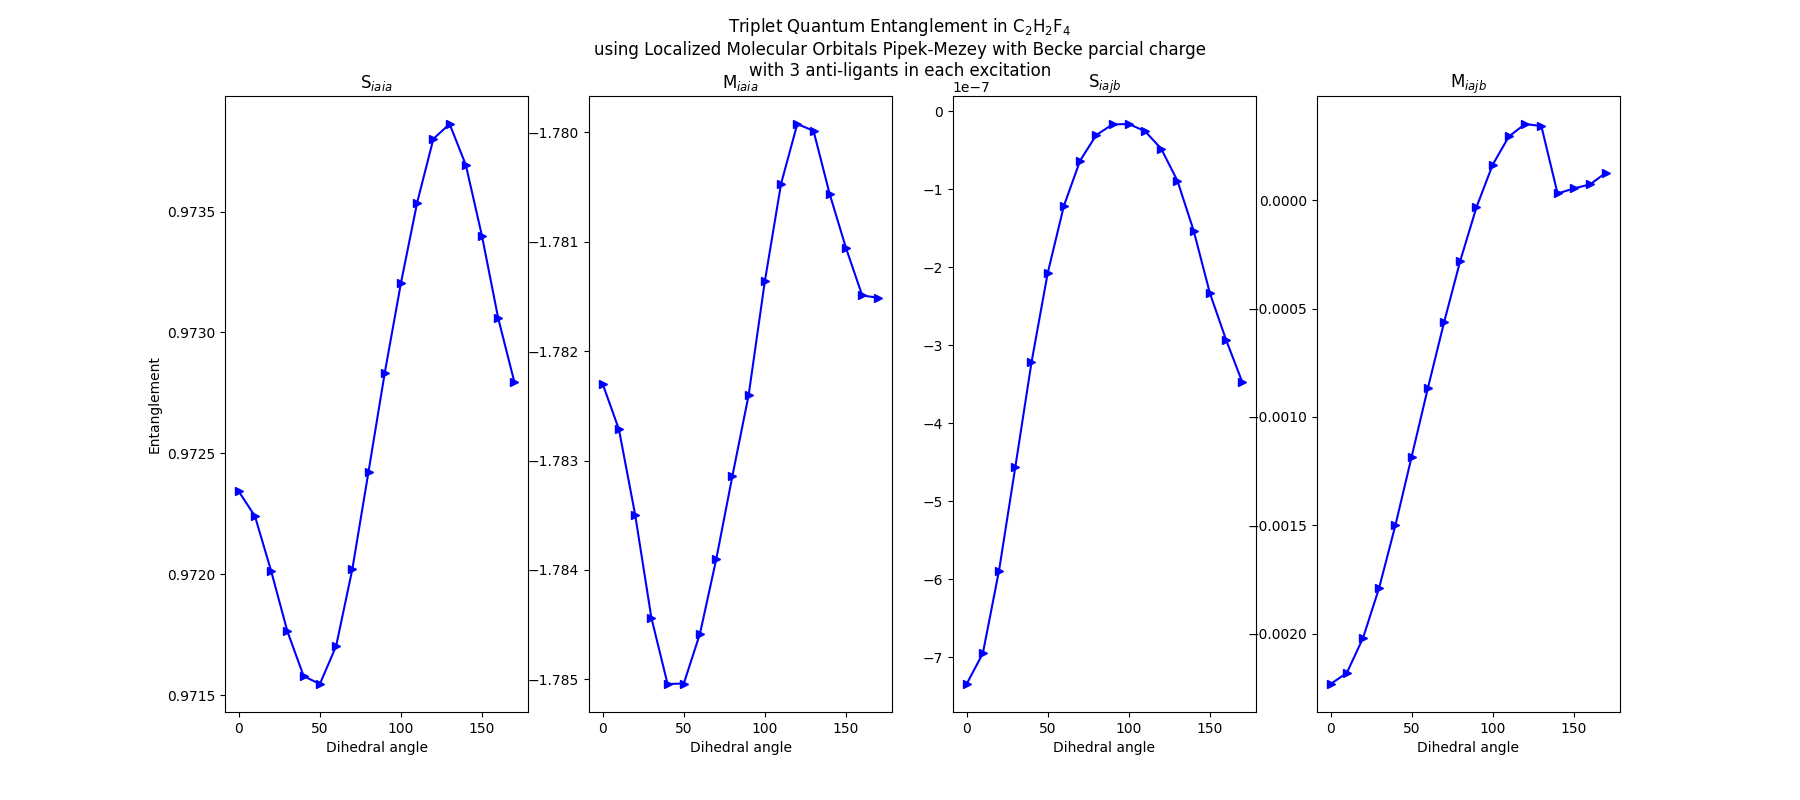 Triplet Quantum Entanglement in C₂H₂F₄
using Localized Molecular Orbitals Pipek-Mezey with Becke parcial charge
with 3 anti-ligants in each excitation
S_iaia
M_iaia
1e−7
S_iajb
M_iajb
Entanglement
0.9735
0.9730
0.9725
0.9720
0.9715
0 50 100 150
Dihedral angle
−1.780
−1.781
−1.782
−1.783
−1.784
−1.785
0 50 100 150
Dihedral angle
0
−1
−2
−3
−4
−5
−6
−7
0 50 100 150
Dihedral angle
0.0000
−0.0005
−0.0010
−0.0015
−0.0020
0 50 100 150
Dihedral angle